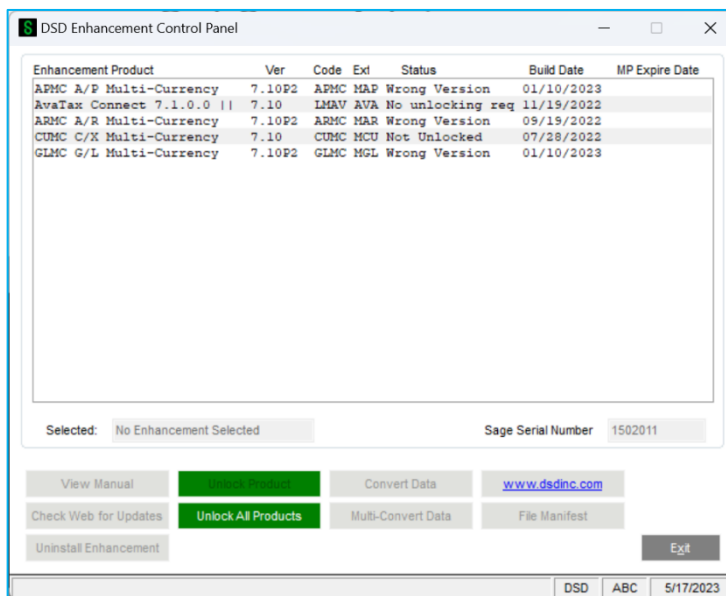 S DSD Enhancement Control Panel
Enhancement Product Ver Code Ext Status Build Date MP Expire Date
APMC A/P Multi-Currency 7.10P2 APMC MAP Wrong Version 01/10/2023
AvaTax Connect 7.1.0.0 || 7.10 LMAV AVA No unlocking req 11/19/2022
ARMC A/R Multi-Currency 7.10P2 ARMC MAR Wrong Version 09/19/2022
CUMC C/X Multi-Currency 7.10 CUMC MCU Not Unlocked 07/28/2022
GLMC G/L Multi-Currency 7.10P2 GLMC MGL Wrong Version 01/10/2023
Selected: No Enhancement Selected Sage Serial Number 1502011
View Manual Unlock Product Convert Data www.dsdinc.com
Check Web for Updates Unlock All Products Multi-Convert Data File Manifest
Uninstall Enhancement Exit
DSD ABC 5/17/2023